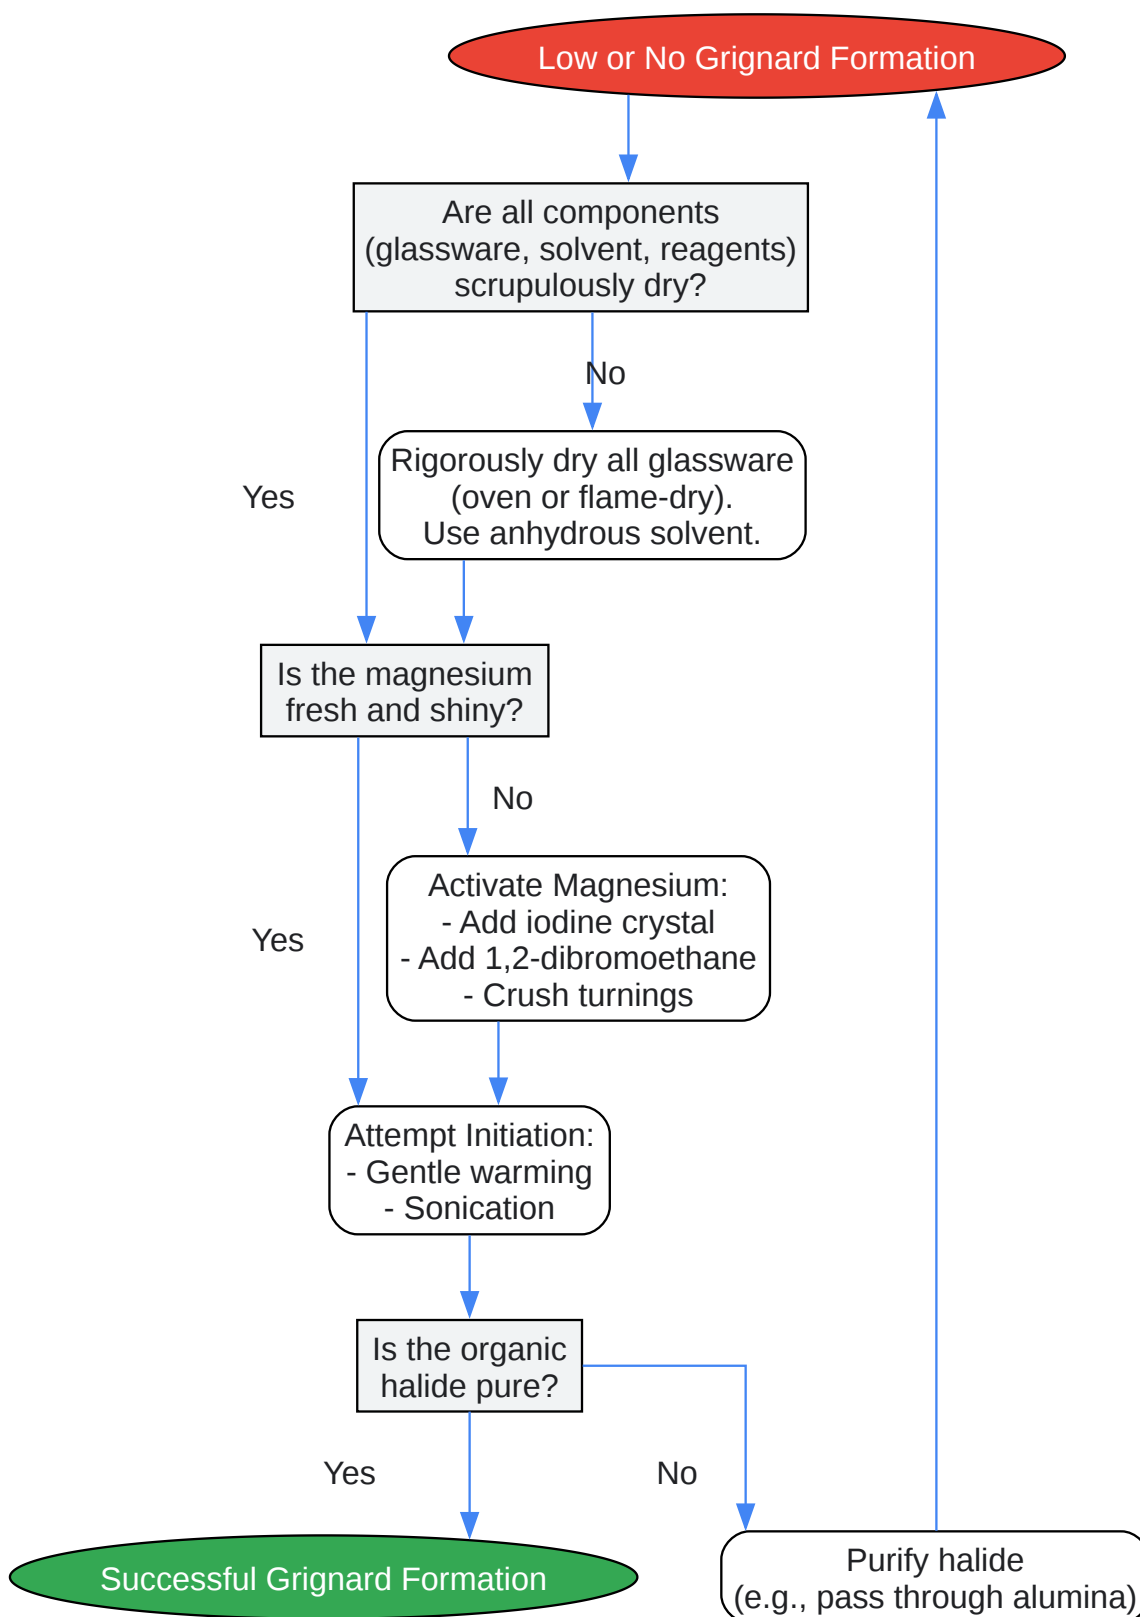 Low or No Grignard Formation
Are all components
(glassware, solvent, reagents)
scrupulously dry?
No
Rigorously dry all glassware
(oven or flame-dry).
Use anhydrous solvent.
Yes
Is the magnesium
fresh and shiny?
No
Activate Magnesium:
- Add iodine crystal
- Add 1,2-dibromoethane
- Crush turnings
Yes
Attempt Initiation:
- Gentle warming
- Sonication
Is the organic
halide pure?
Yes
No
Successful Grignard Formation
Purify halide
(e.g., pass through alumina)